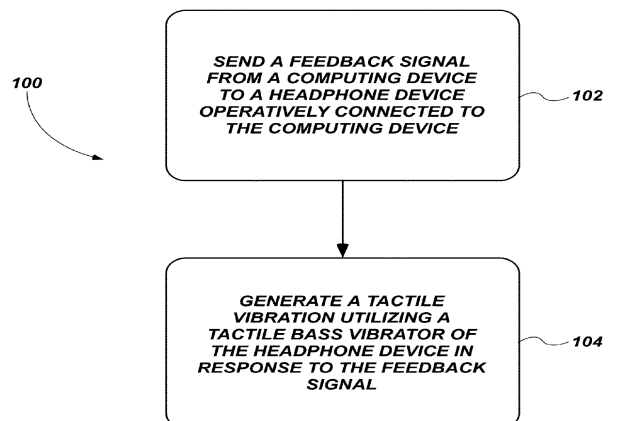 SEND A FEEDBACK SIGNAL
FROM A COMPUTING DEVICE
TO A HEADPHONE DEVICE
OPERATIVELY CONNECTED TO
THE COMPUTING DEVICE
100
102
GENERATE A TACTILE
VIBRATION UTILIZING A
TACTILE BASS VIBRATOR OF
THE HEADPHONE DEVICE IN
RESPONSE TO THE FEEDBACK
SIGNAL
104